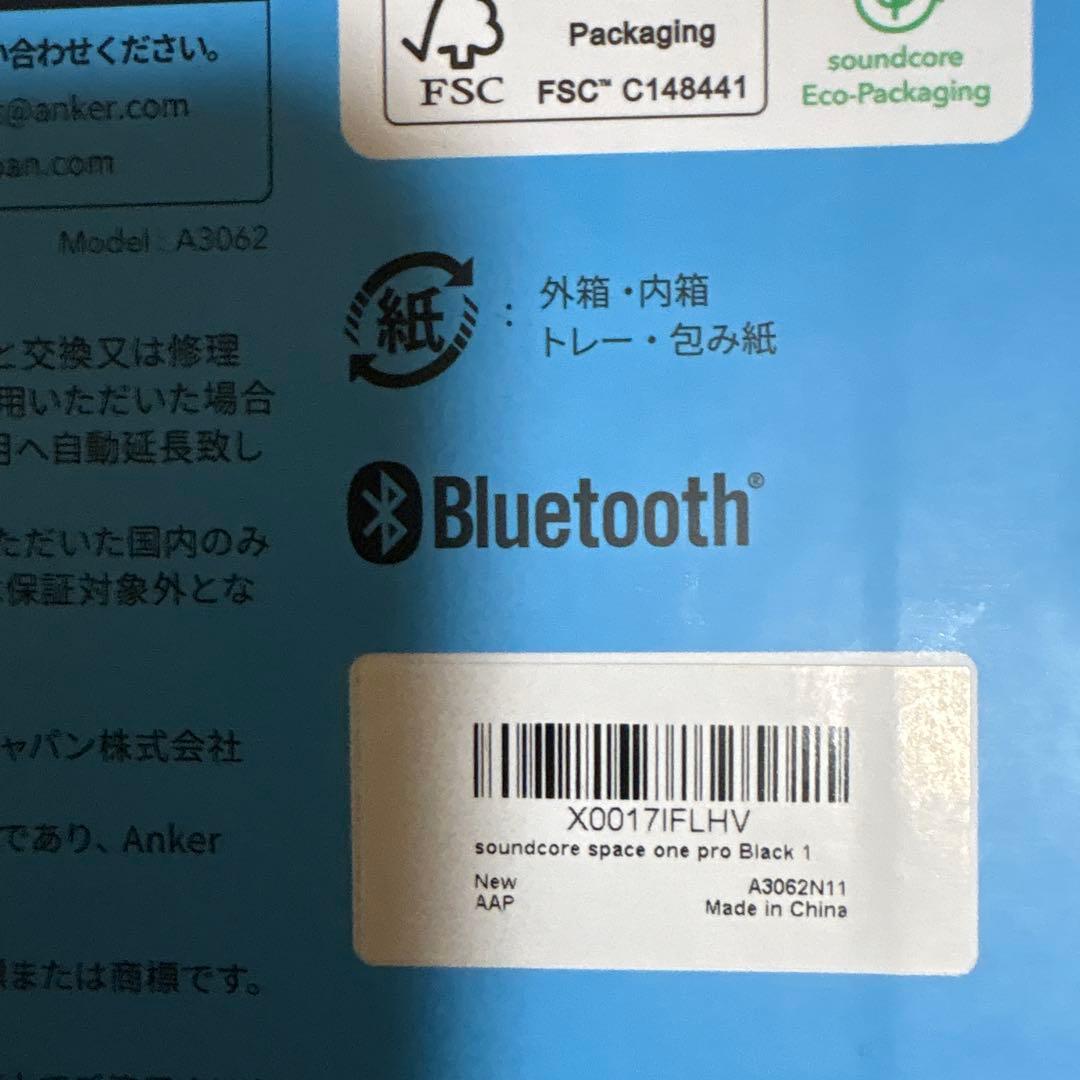 い合わせください。
@anker.com
pan.com
Model : A3062
と交換又は修理
用いただいた場合
へ自動延長致し
ただいた国内のみ
保証対象外とな
ャパン株式会社
であり、Anker
または商標です。
FSC
Packaging
FSC™ C148441
soundcore
Eco-Packaging
紙 : 外箱・内箱
トレー・包み紙
Bluetooth®
X0017IFLHV
soundcore space one pro Black 1
New
AAP
A3062N11
Made in China